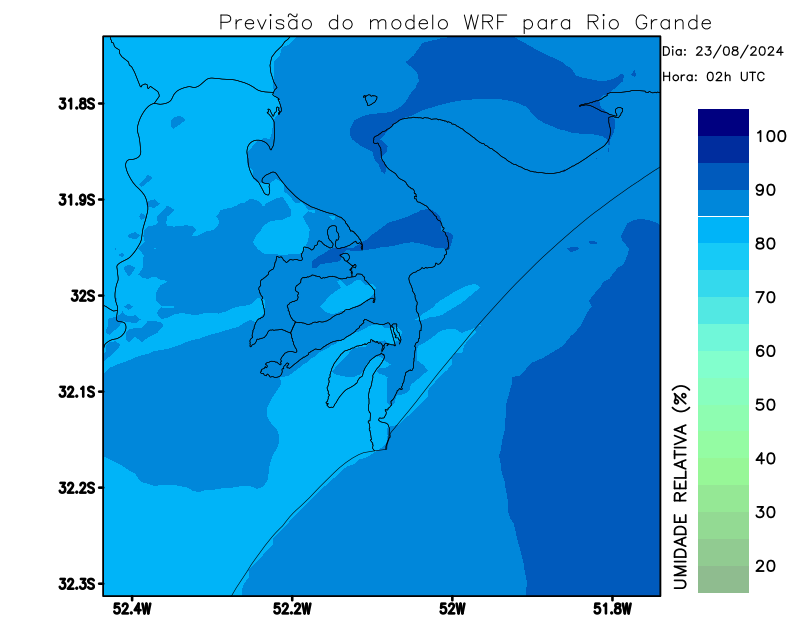 Previsão do modelo WRF para Rio Grande
Dia: 23/08/2024
Hora: 02h UTC
31.8S
31.9S
32S
32.1S
32.2S
32.3S
52.4W
52.2W
52W
51.8W
100
90
80
70
60
50
40
30
20
UMIDADE RELATIVA (%)